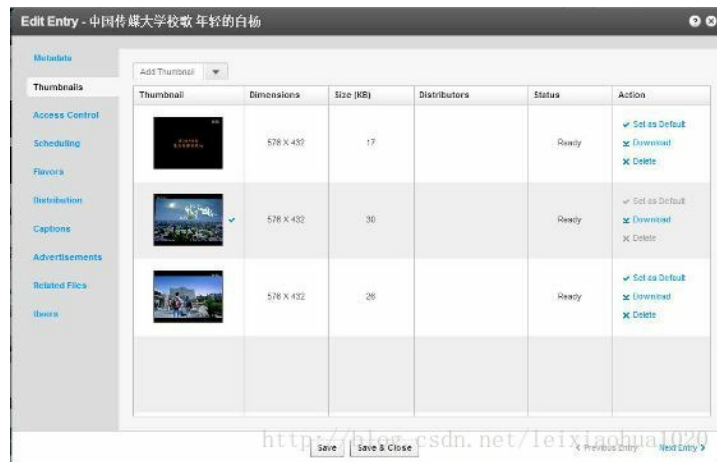 Edit Entry - 中国传媒大学校歌 年轻的白杨
Metadata
Thumbnails
Access Control
Scheduling
Flavors
Distribution
Captions
Advertisements
Related Files
Users
Add Thumbnail
Thumbnail Dimensions Size (KB) Distributors Status Action
578 X 432 17 Ready
Set as Default
Download
Delete
578 X 432 30 Ready
Set as Default
Download
Delete
578 X 432 26 Ready
Set as Default
Download
Delete
http://blog.csdn.net/leixiaohua1020
Save Save & Close Previous Entry Next Entry